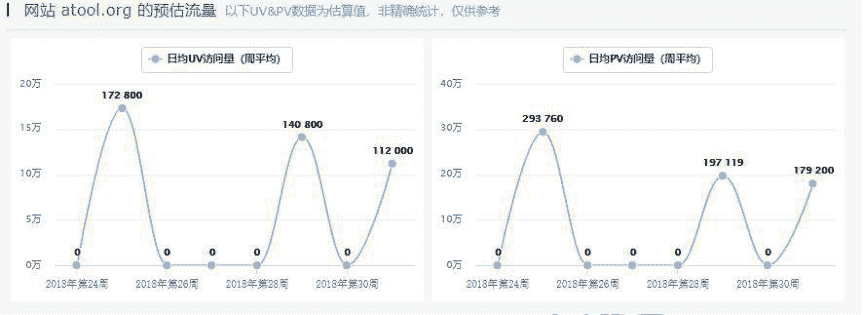 网站 atool.org 的预估流量 以下UV&PV数据为估算值，非精确统计，仅供参考
日均UV访问量（周平均）
20万
15万
10万
5万
0万
172 800
140 800
112 000
0
0
0
0
0
2018年第24周
2018年第26周
2018年第28周
2018年第30周
日均PV访问量（周平均）
40万
30万
20万
10万
0万
293 760
197 119
179 200
0
0
0
0
0
2018年第24周
2018年第26周
2018年第28周
2018年第30周